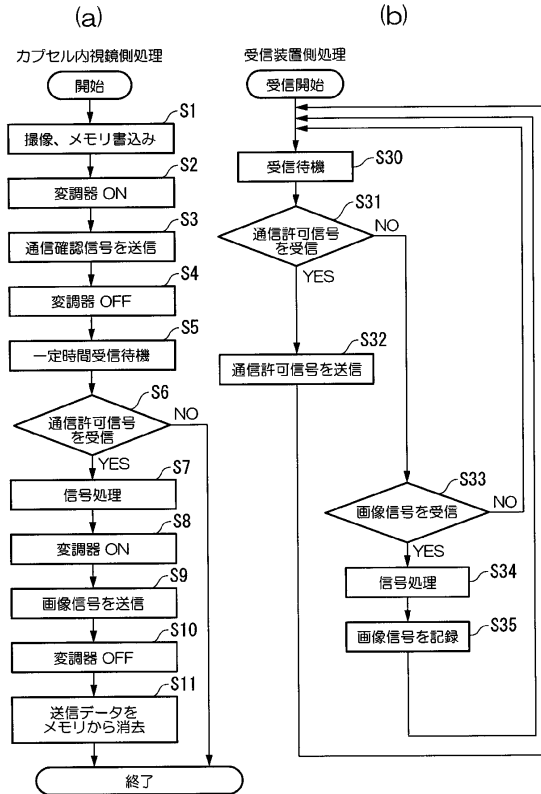 (a)
カプセル内視鏡側処理
開始
S1
撮像、メモリ書込み
S2
変調器 ON
S3
通信確認信号を送信
S4
変調器 OFF
S5
一定時間受信待機
S6
通信許可信号
を受信
NO
YES
S7
信号処理
S8
変調器 ON
S9
画像信号を送信
S10
変調器 OFF
S11
送信データを
メモリから消去
終了
(b)
受信装置側処理
受信開始
S30
受信待機
S31
通信許可信号
を受信
NO
YES
S32
通信許可信号を送信
S33
画像信号を受信
NO
YES
S34
信号処理
S35
画像信号を記録